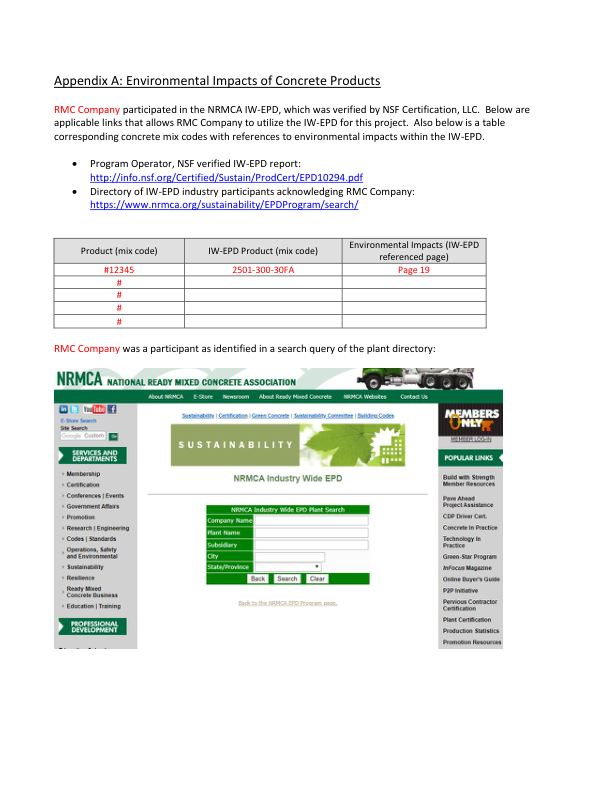 Appendix A: Environmental Impacts of Concrete Products
RMC Company participated in the NRMCA IW-EPD, which was verified by NSF Certification, LLC. Below are
applicable links that allows RMC Company to utilize the IW-EPD for this project. Also below is a table
corresponding concrete mix codes with references to environmental impacts within the IW-EPD.
• Program Operator, NSF verified IW-EPD report:
http://info.nsf.org/Certified/Sustain/ProdCert/EPD10294.pdf
• Directory of IW-EPD industry participants acknowledging RMC Company:
https://www.nrmca.org/sustainability/EPDProgram/search/
Product (mix code) IW-EPD Product (mix code) Environmental Impacts (IW-EPD
referenced page)
#12345 2501-300-30FA Page 19
#
#
#
#
RMC Company was a participant as identified in a search query of the plant directory:
NRMCA NATIONAL READY MIXED CONCRETE ASSOCIATION
About NRMCA E-Store Newsroom About Ready Mixed Concrete NRMCA Websites Contact Us
in YouTube f
E-Store Search
Site Search
Google Custom Go
SERVICES AND
DEPARTMENTS
Membership
Certification
Conferences | Events
Government Affairs
Promotion
Research | Engineering
Codes | Standards
Operations, Safety
and Environmental
Sustainability
Resilience
Ready Mixed
Concrete Business
Education | Training
PROFESSIONAL
DEVELOPMENT
Sustainability | Certification | Green Concrete | Sustainability Committee | Building Codes
SUSTAINABILITY
NRMCA Industry Wide EPD
NRMCA Industry Wide EPD Plant Search
Company Name
Plant Name
Subsidiary
City
State/Province
Back Search Clear
Back to the NRMCA EPD Program page.
MEMBERS
ONLY
MEMBER LOG-IN
POPULAR LINKS
Build with Strength
Member Resources
Pave Ahead
Project Assistance
CDP Driver Cert.
Concrete In Practice
Technology In
Practice
Green-Star Program
InFocus Magazine
Online Buyer's Guide
P2P Initiative
Pervious Contractor
Certification
Plant Certification
Production Statistics
Promotion Resources